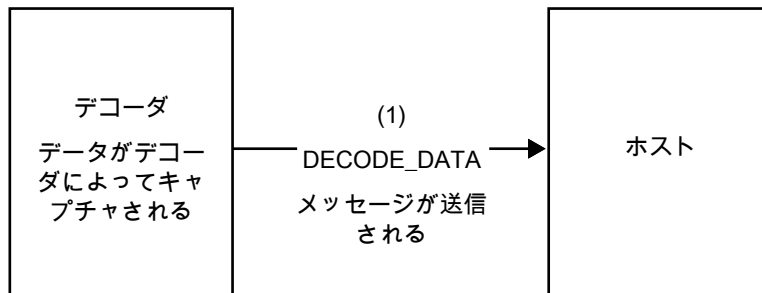 デコーダ
データがデコー
ダによってキャ
プチャされる
(1)
DECODE_DATA
メッセージが送信
される
ホスト